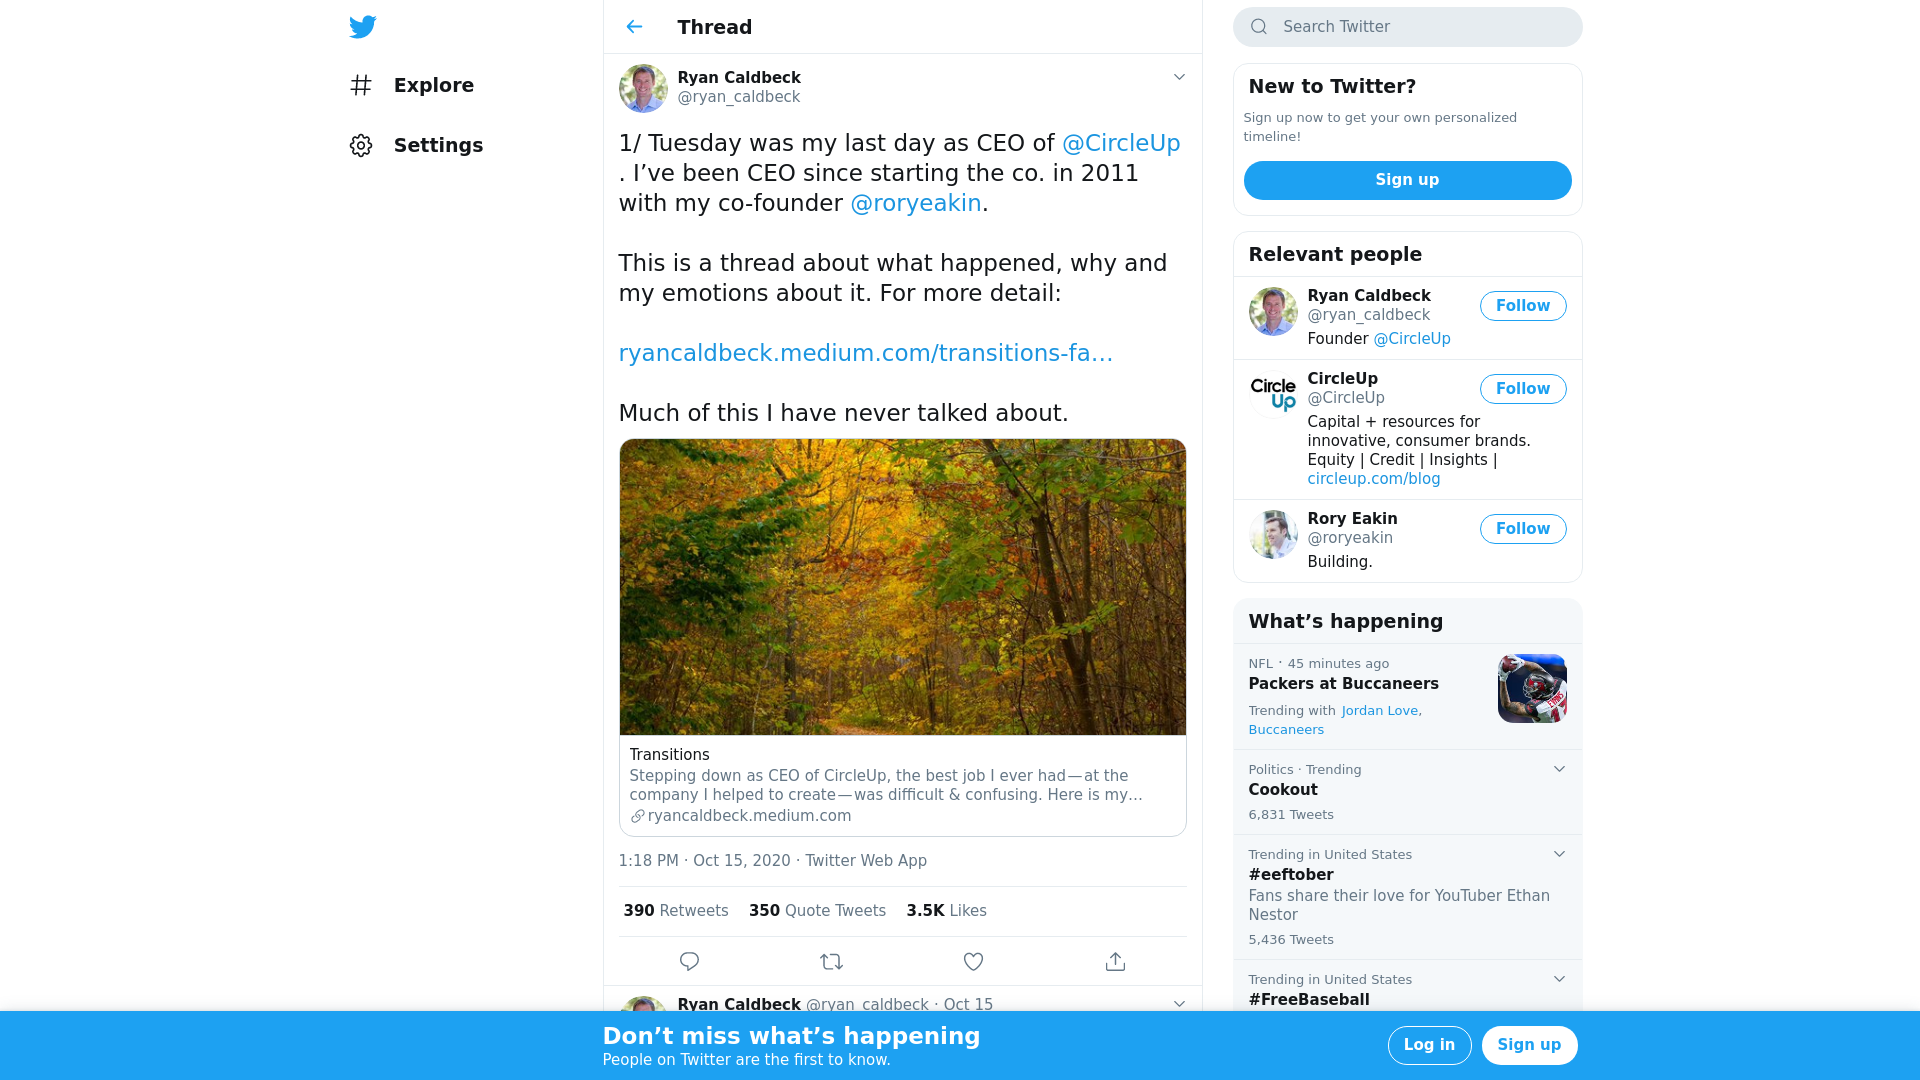 Explore
Settings
Thread
Ryan Caldbeck
@ryan_caldbeck
1/ Tuesday was my last day as CEO of @CircleUp
. I’ve been CEO since starting the co. in 2011
with my co-founder @roryeakin.
This is a thread about what happened, why and
my emotions about it. For more detail:
ryancaldbeck.medium.com/transitions-fa…
Much of this I have never talked about.
Transitions
Stepping down as CEO of CircleUp, the best job I ever had — at the
company I helped to create — was difficult & confusing. Here is my…
ryancaldbeck.medium.com
1:18 PM · Oct 15, 2020 · Twitter Web App
390 Retweets 350 Quote Tweets 3.5K Likes
Ryan Caldbeck @ryan_caldbeck · Oct 15
Search Twitter
New to Twitter?
Sign up now to get your own personalized
timeline!
Sign up
Relevant people
Ryan Caldbeck
@ryan_caldbeck
Follow
Founder @CircleUp
Circle
Up
CircleUp
@CircleUp
Follow
Capital + resources for
innovative, consumer brands.
Equity | Credit | Insights |
circleup.com/blog
Rory Eakin
@roryeakin
Follow
Building.
What’s happening
NFL · 45 minutes ago
Packers at Buccaneers
Trending with Jordan Love,
Buccaneers
EVANS
Politics · Trending
Cookout
6,831 Tweets
Trending in United States
#eeftober
Fans share their love for YouTuber Ethan
Nestor
5,436 Tweets
Trending in United States
#FreeBaseball
Don’t miss what’s happening
People on Twitter are the first to know.
Log in
Sign up